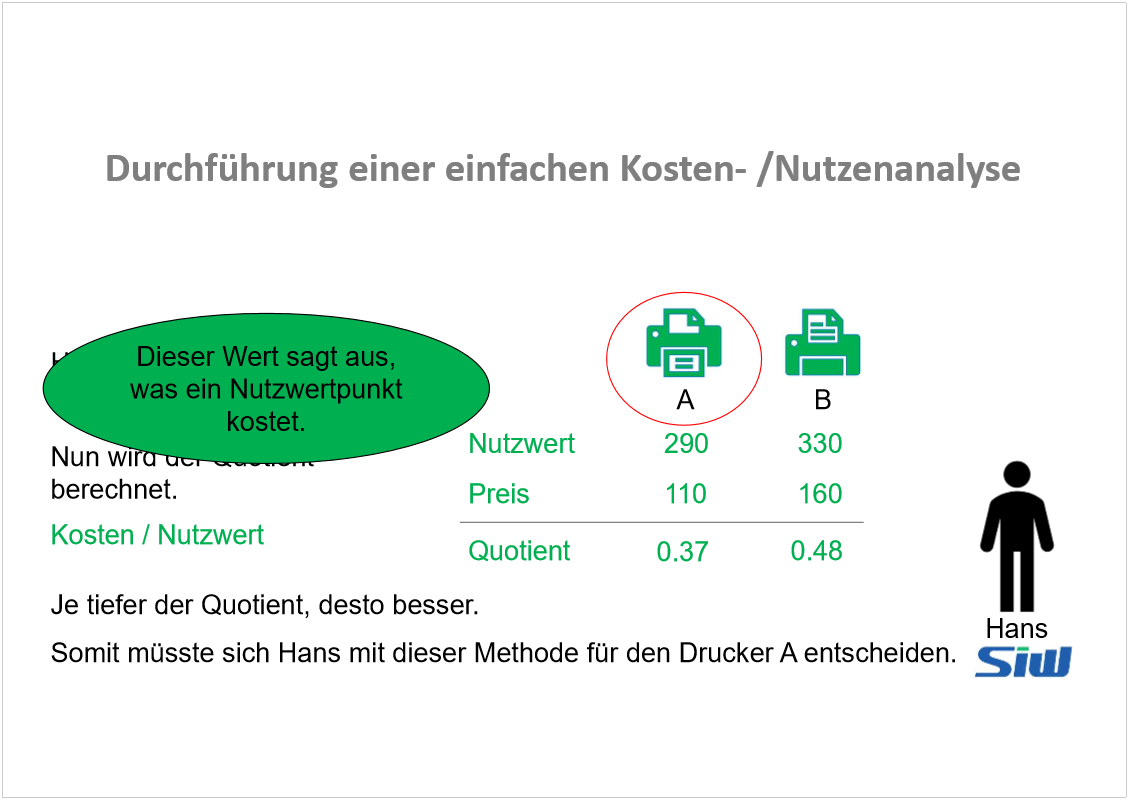 Durchführung einer einfachen Kosten- /Nutzenanalyse
Dieser Wert sagt aus,
was ein Nutzwertpunkt
kostet.
Nun wird der Quotient
berechnet.
Kosten / Nutzwert
A B
Nutzwert 290 330
Preis 110 160
Quotient 0.37 0.48
Je tiefer der Quotient, desto besser.
Somit müsste sich Hans mit dieser Methode für den Drucker A entscheiden.
Hans
Siw